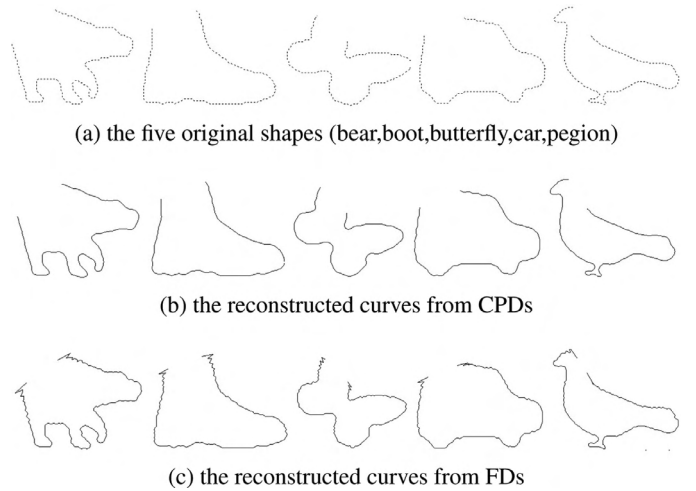 (a) the five original shapes (bear,boot,butterfly,car,pegion)
(b) the reconstructed curves from CPDs
(c) the reconstructed curves from FDs